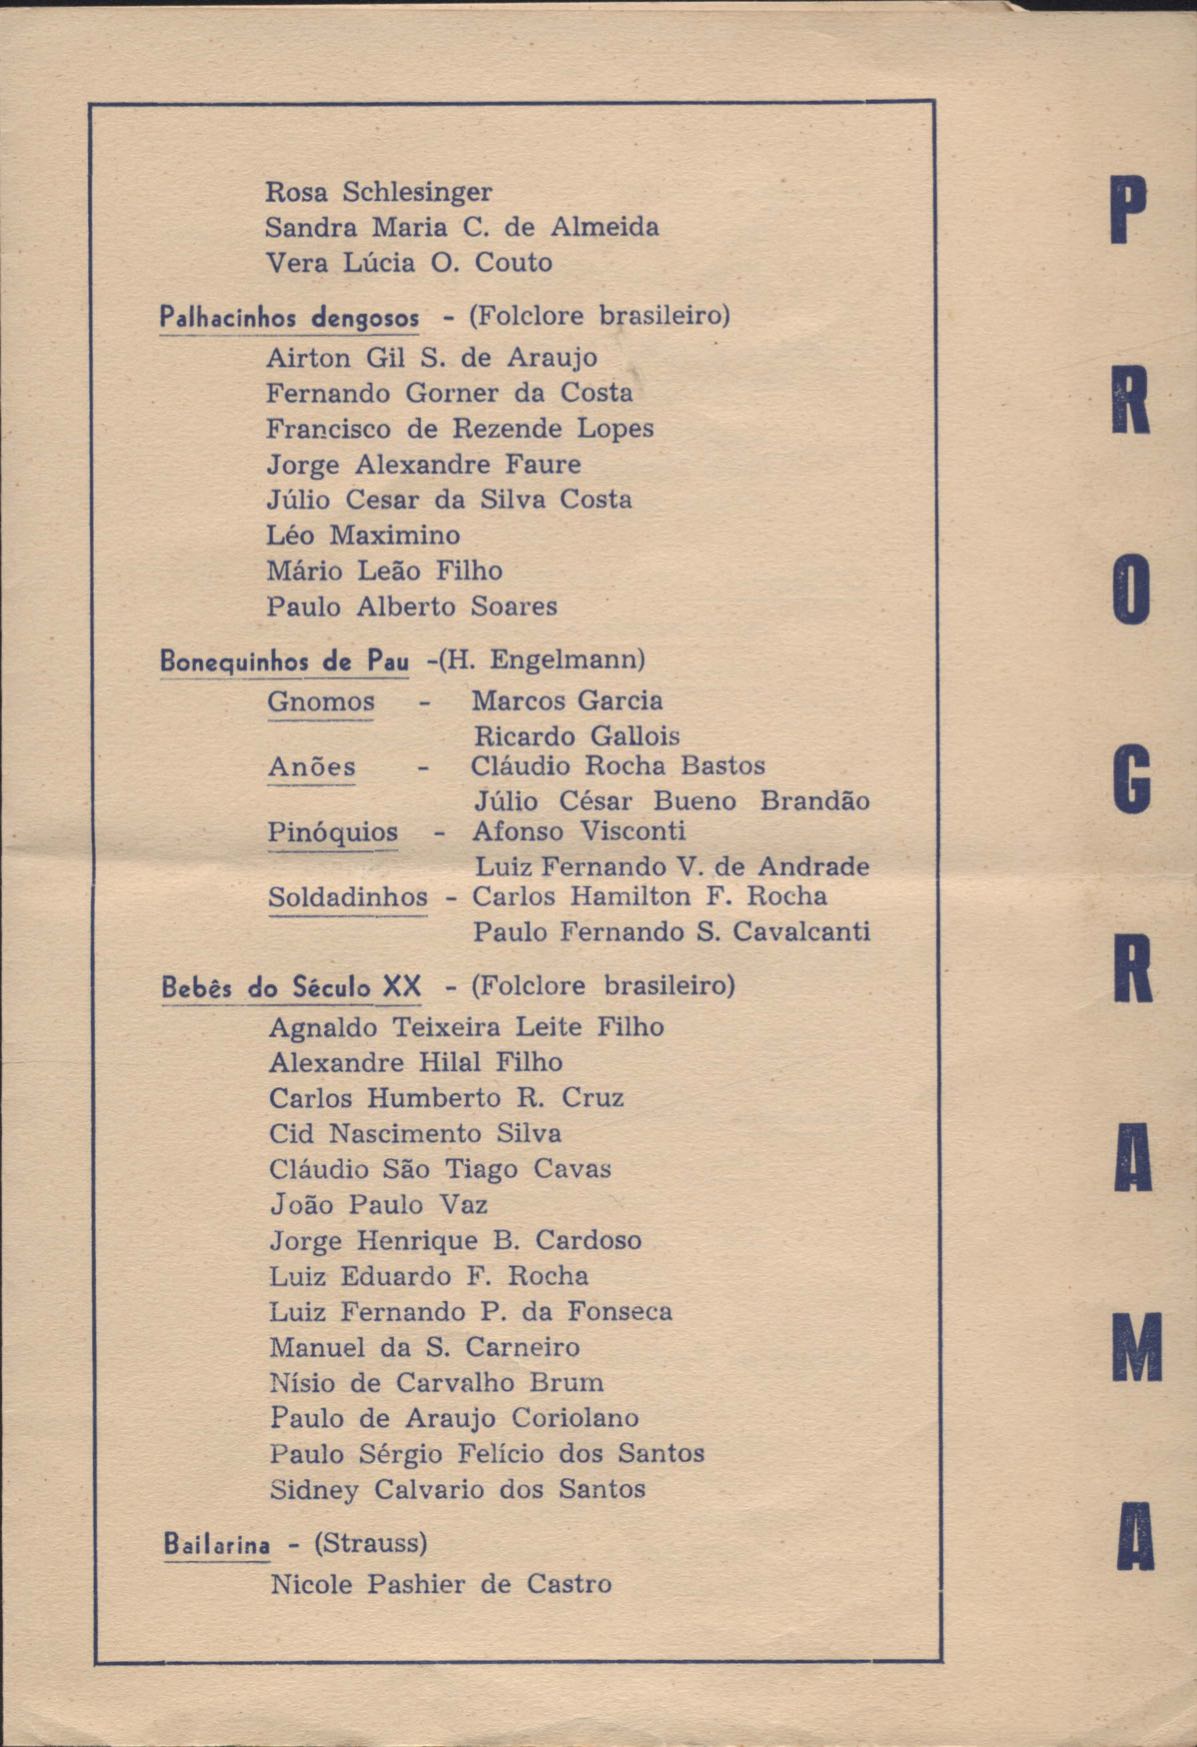 Rosa Schlesinger
Sandra Maria C. de Almeida
Vera Lúcia O. Couto
Palhacinhos dengosos - (Folclore brasileiro)
Airton Gil S. de Araujo
Fernando Gorner da Costa
Francisco de Rezende Lopes
Jorge Alexandre Faure
Júlio Cesar da Silva Costa
Léo Maximino
Mário Leão Filho
Paulo Alberto Soares
Bonequinhos de Pau -(H. Engelmann)
Gnomos - Marcos Garcia
Ricardo Gallois
Anões - Cláudio Rocha Bastos
Júlio César Bueno Brandão
Pinóquios - Afonso Visconti
Luiz Fernando V. de Andrade
Soldadinhos - Carlos Hamilton F. Rocha
Paulo Fernando S. Cavalcanti
Bebês do Século XX - (Folclore brasileiro)
Agnaldo Teixeira Leite Filho
Alexandre Hilal Filho
Carlos Humberto R. Cruz
Cid Nascimento Silva
Cláudio São Tiago Cavas
João Paulo Vaz
Jorge Henrique B. Cardoso
Luiz Eduardo F. Rocha
Luiz Fernando P. da Fonseca
Manuel da S. Carneiro
Nísio de Carvalho Brum
Paulo de Araujo Coriolano
Paulo Sérgio Felício dos Santos
Sidney Calvario dos Santos
Bailarina - (Strauss)
Nicole Pashier de Castro
PROGRAMA